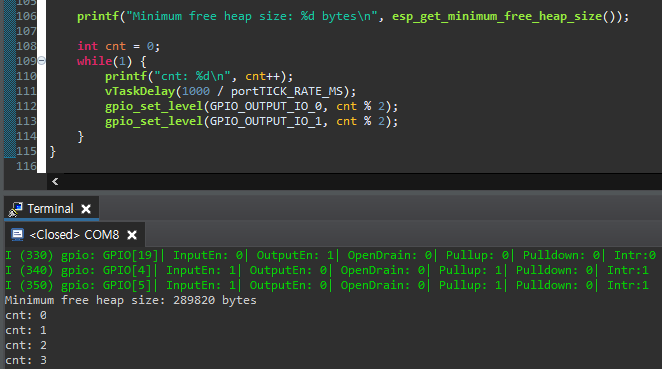 105
106 printf("Minimum free heap size: %d bytes\n", esp_get_minimum_free_heap_size());
107
108 int cnt = 0;
109 while(1) {
110 printf("cnt: %d\n", cnt++);
111 vTaskDelay(1000 / portTICK_RATE_MS);
112 gpio_set_level(GPIO_OUTPUT_IO_0, cnt % 2);
113 gpio_set_level(GPIO_OUTPUT_IO_1, cnt % 2);
114 }
115 }
116
Terminal
<Closed> COM8
I (330) gpio: GPIO[19]| InputEn: 0| OutputEn: 1| OpenDrain: 0| Pullup: 0| Pulldown: 0| Intr:0
I (340) gpio: GPIO[4]| InputEn: 1| OutputEn: 0| OpenDrain: 0| Pullup: 1| Pulldown: 0| Intr:1
I (350) gpio: GPIO[5]| InputEn: 1| OutputEn: 0| OpenDrain: 0| Pullup: 1| Pulldown: 0| Intr:1
Minimum free heap size: 289820 bytes
cnt: 0
cnt: 1
cnt: 2
cnt: 3